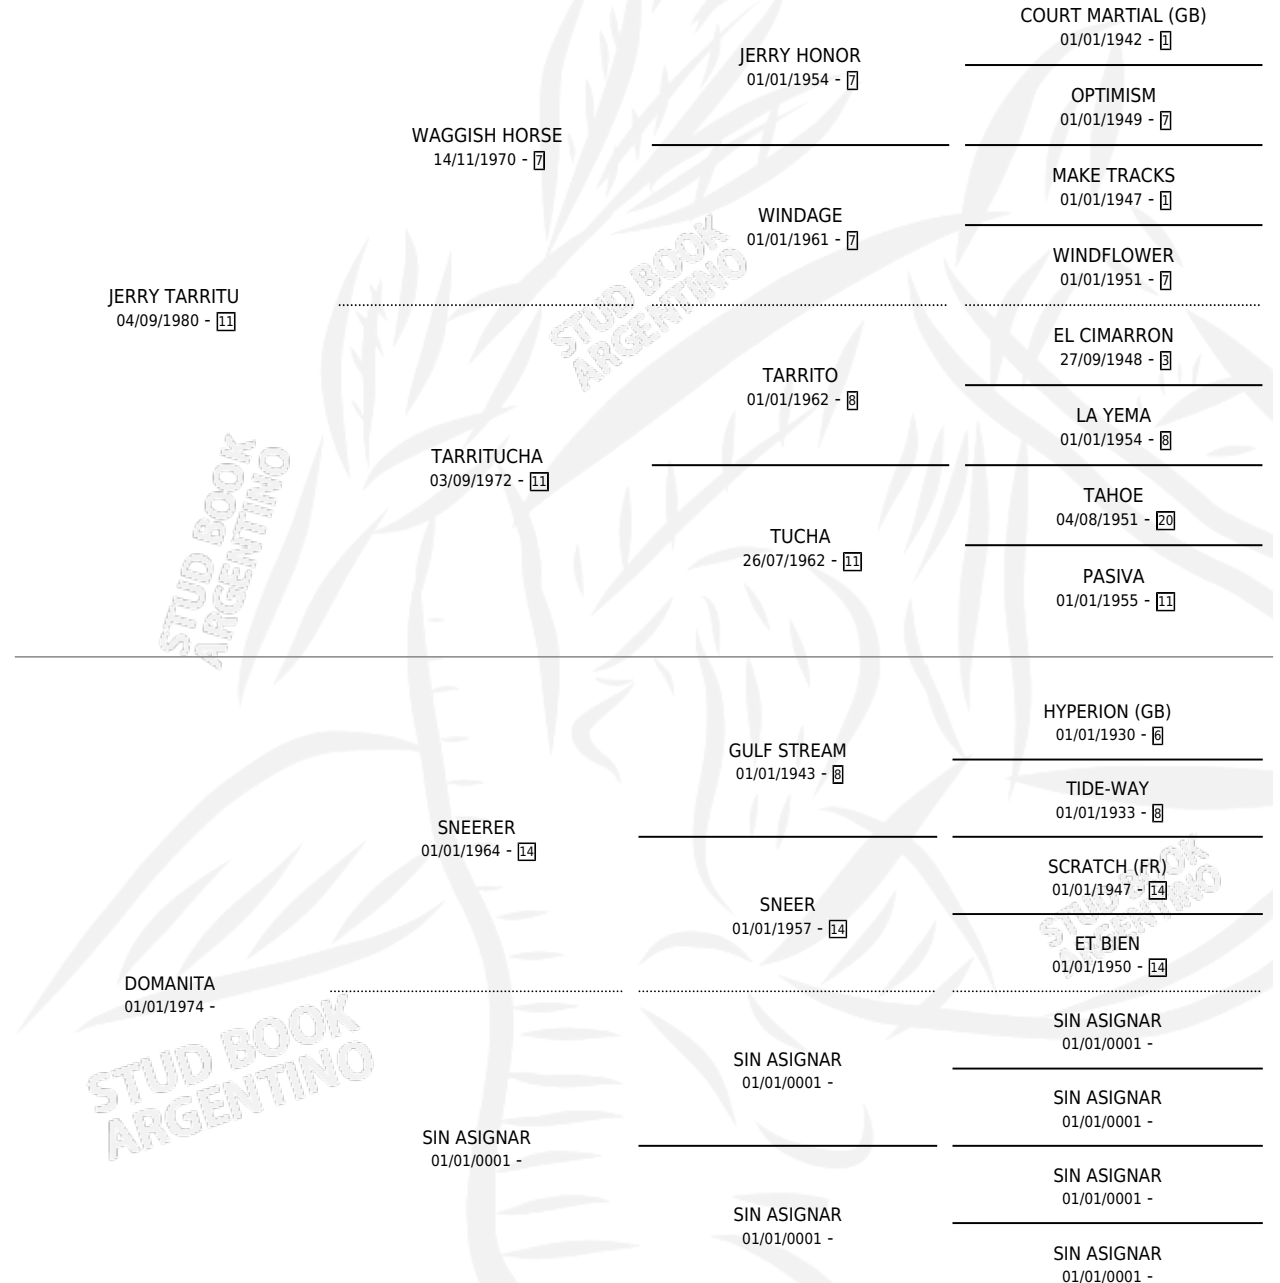 COURT MARTIAL (GB)
01/01/1942 - 1
JERRY HONOR
01/01/1954 - 7
OPTIMISM
01/01/1949 - 7
WAGGISH HORSE
14/11/1970 - 7
MAKE TRACKS
01/01/1947 - 1
WINDAGE
01/01/1961 - 7
WINDFLOWER
01/01/1951 - 7
JERRY TARRITU
04/09/1980 - 11
EL CIMARRON
27/09/1948 - 3
TARRITO
01/01/1962 - 8
LA YEMA
01/01/1954 - 8
TARRITUCHA
03/09/1972 - 11
TAHOE
04/08/1951 - 20
TUCHA
26/07/1962 - 11
PASIVA
01/01/1955 - 11
STUD BOOK
ARGENTINO
STUD BOOK
ARGENTINO
HYPERION (GB)
01/01/1930 - 6
GULF STREAM
01/01/1943 - 8
TIDE-WAY
01/01/1933 - 8
SNEERER
01/01/1964 - 14
SCRATCH (FR)
01/01/1947 - 14
SNEER
01/01/1957 - 14
ET BIEN
01/01/1950 - 14
STUD BOOK
ARGENTINO
DOMANITA
01/01/1974 -
SIN ASIGNAR
01/01/0001 -
SIN ASIGNAR
01/01/0001 -
SIN ASIGNAR
01/01/0001 -
SIN ASIGNAR
01/01/0001 -
SIN ASIGNAR
01/01/0001 -
SIN ASIGNAR
01/01/0001 -
SIN ASIGNAR
01/01/0001 -
STUD BOOK
ARGENTINO